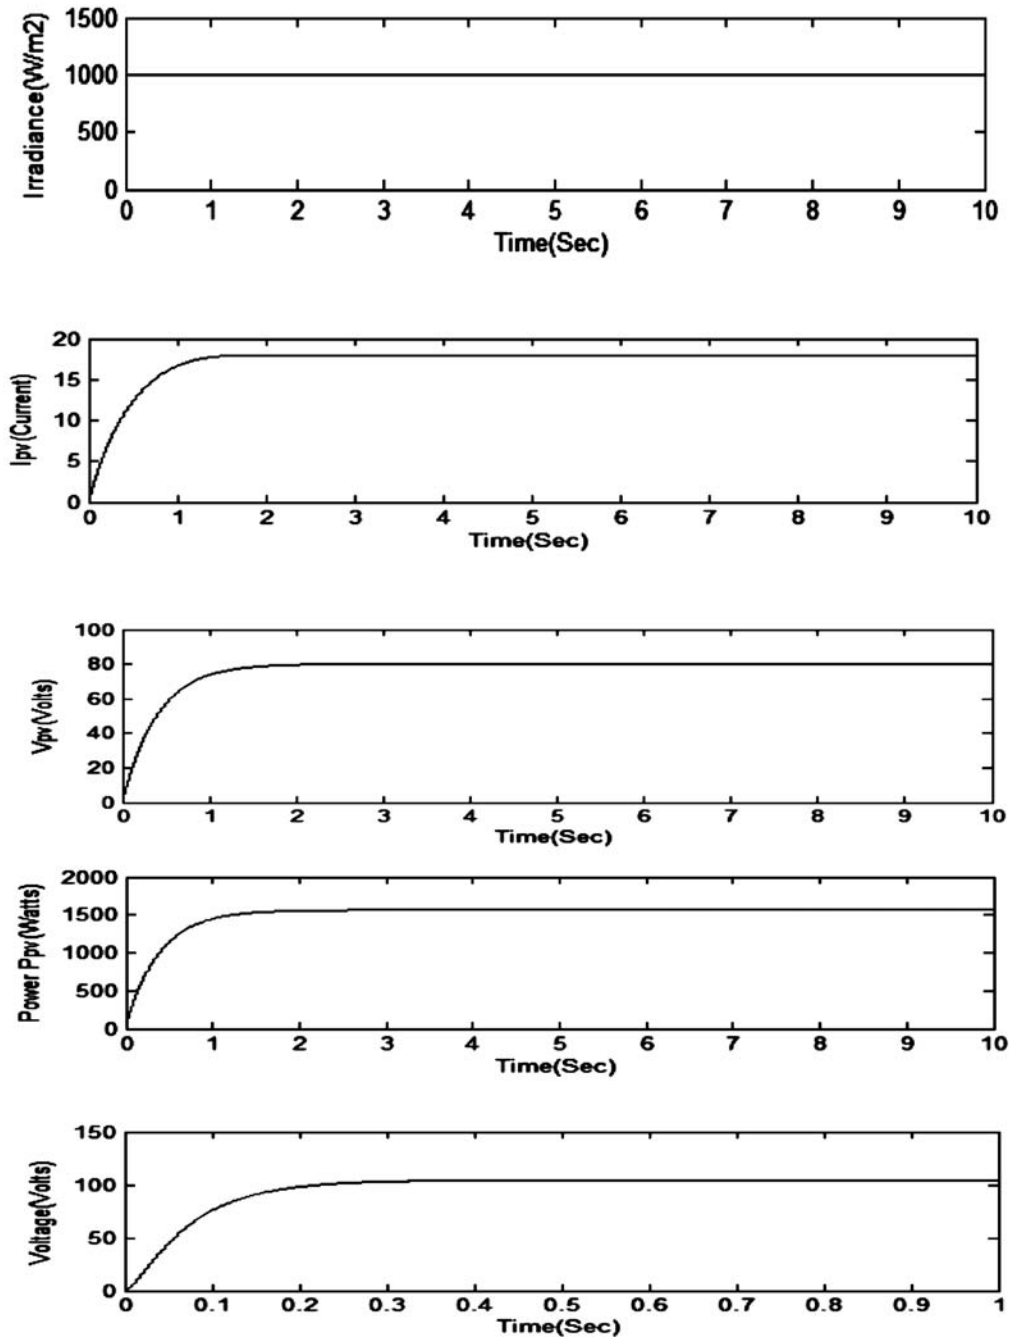 1500
1000
500
0
Irradiance(W/m2)
0 1 2 3 4 5 6 7 8 9 10
Time(Sec)
20
15
10
5
0
Ipv(Current)
0 1 2 3 4 5 6 7 8 9 10
Time(Sec)
100
80
60
40
20
0
Vpv(Volts)
0 1 2 3 4 5 6 7 8 9 10
Time(Sec)
2000
1500
1000
500
0
Power Ppv(Watts)
0 1 2 3 4 5 6 7 8 9 10
Time(Sec)
150
100
50
0
Voltage(Volts)
0 0.1 0.2 0.3 0.4 0.5 0.6 0.7 0.8 0.9 1
Time(Sec)